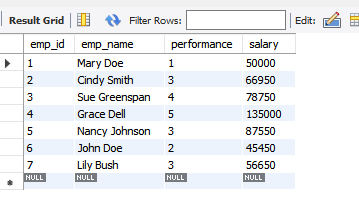 Result Grid Filter Rows: Edit:
emp_id emp_name performance salary
1 Mary Doe 1 50000
2 Cindy Smith 3 66950
3 Sue Greenspan 4 78750
4 Grace Dell 5 135000
5 Nancy Johnson 3 87550
6 John Doe 2 45450
7 Lily Bush 3 56650
NULL NULL NULL NULL